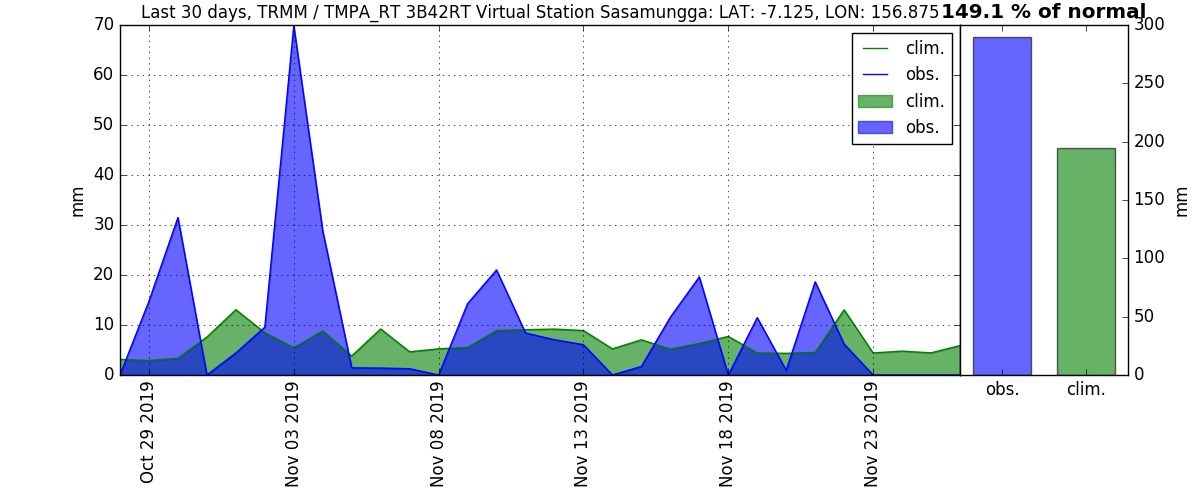 Last 30 days, TRMM / TMPA_RT 3B42RT Virtual Station Sasamungga: LAT: -7.125, LON: 156.875
149.1 % of normal
70
60
50
40
30
20
10
0
mm
clim.
obs.
clim.
obs.
Oct 29 2019
Nov 03 2019
Nov 08 2019
Nov 13 2019
Nov 18 2019
Nov 23 2019
300
250
200
150
100
50
0
mm
obs.
clim.